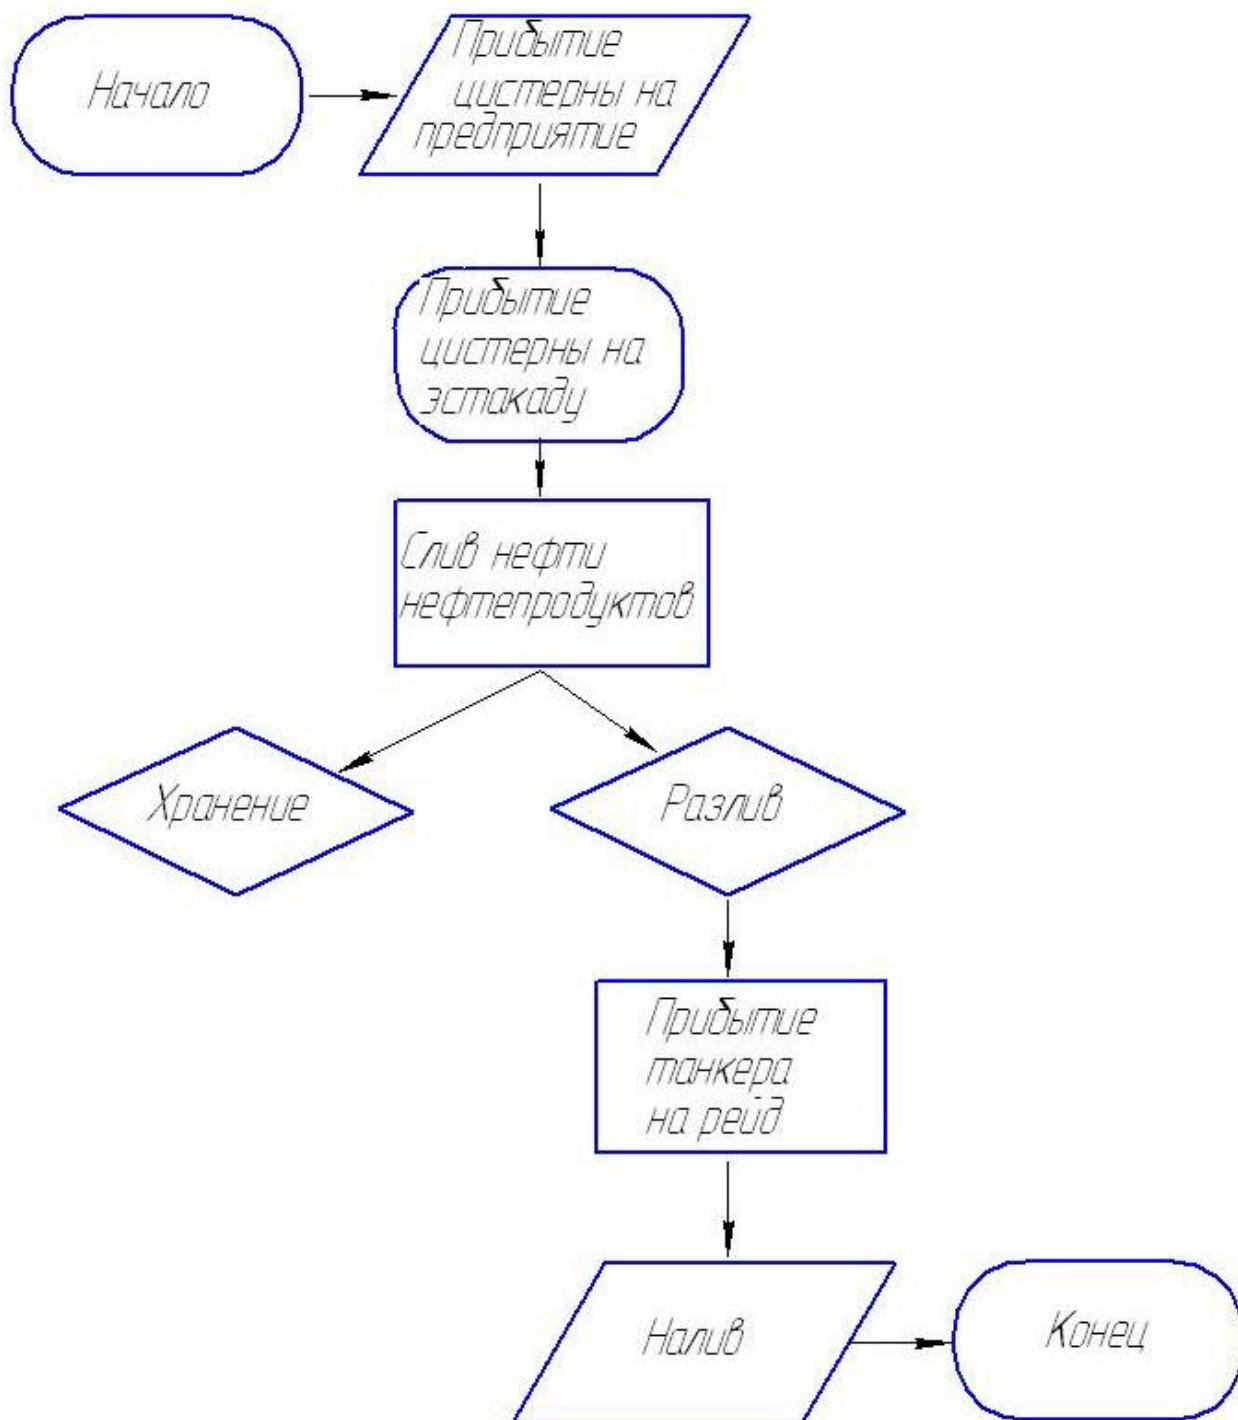 Начало
Прибытие
цистерны на
предприятие
Прибытие
цистерны на
эстакаду
Слив нефти
нефтепродуктов
Хранение
Разлив
Прибытие
танкера
на рейд
Налив
Конец